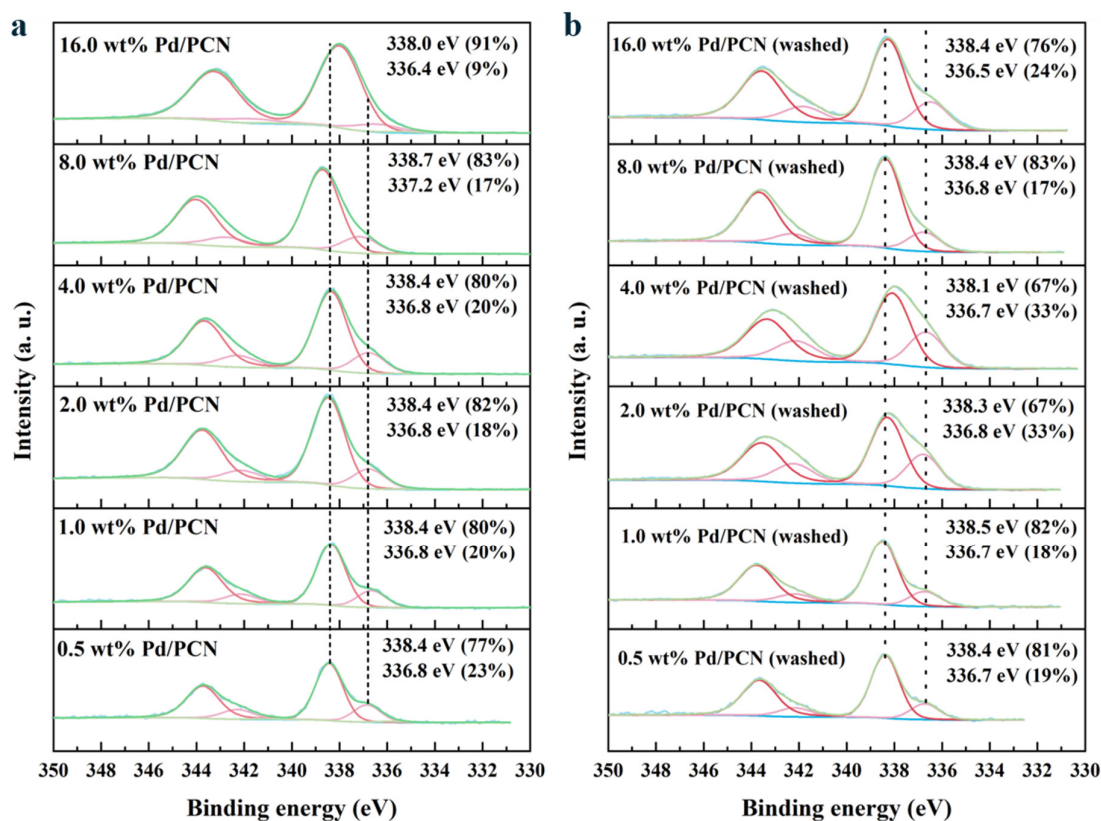 a
16.0 wt% Pd/PCN
338.0 eV (91%)
336.4 eV (9%)
8.0 wt% Pd/PCN
338.7 eV (83%)
337.2 eV (17%)
4.0 wt% Pd/PCN
338.4 eV (80%)
336.8 eV (20%)
2.0 wt% Pd/PCN
338.4 eV (82%)
336.8 eV (18%)
1.0 wt% Pd/PCN
338.4 eV (80%)
336.8 eV (20%)
0.5 wt% Pd/PCN
338.4 eV (77%)
336.8 eV (23%)
Intensity (a. u.)
350 348 346 344 342 340 338 336 334 332 330
Binding energy (eV)
b
16.0 wt% Pd/PCN (washed)
338.4 eV (76%)
336.5 eV (24%)
8.0 wt% Pd/PCN (washed)
338.4 eV (83%)
336.8 eV (17%)
4.0 wt% Pd/PCN (washed)
338.1 eV (67%)
336.7 eV (33%)
2.0 wt% Pd/PCN (washed)
338.3 eV (67%)
336.8 eV (33%)
1.0 wt% Pd/PCN (washed)
338.5 eV (82%)
336.7 eV (18%)
0.5 wt% Pd/PCN (washed)
338.4 eV (81%)
336.7 eV (19%)
Intensity (a. u.)
350 348 346 344 342 340 338 336 334 332 330
Binding energy (eV)